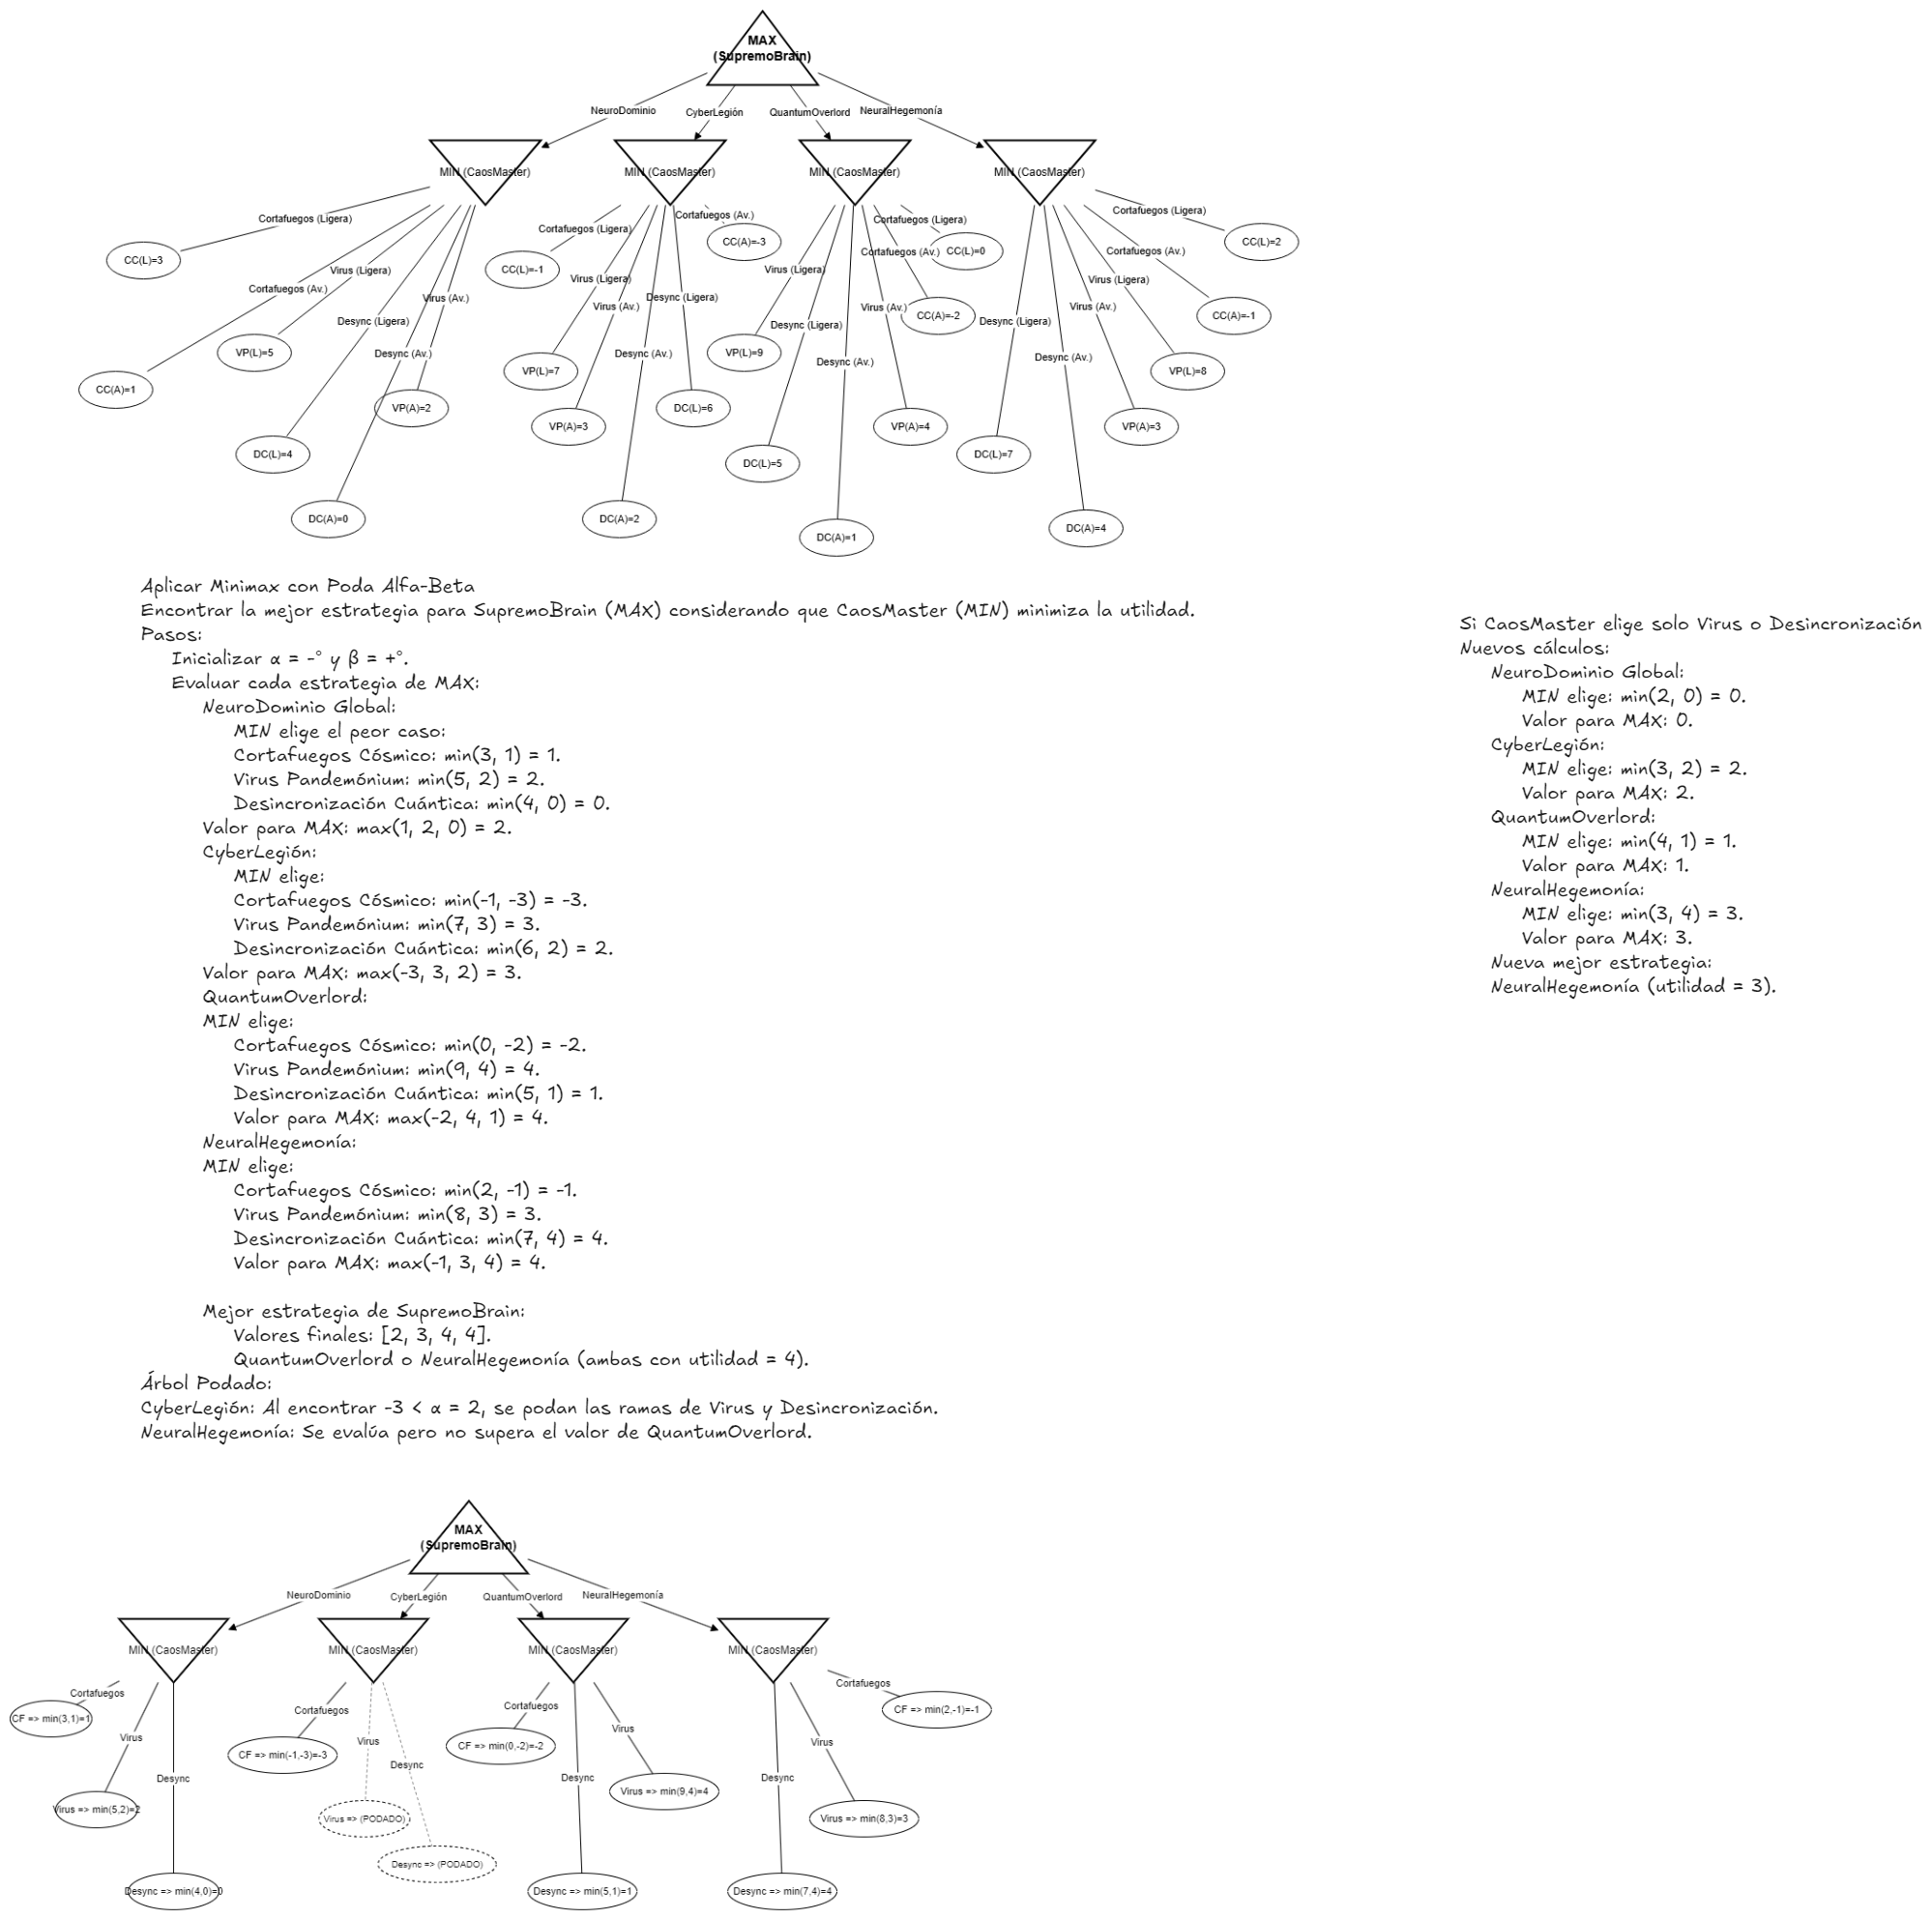 MAX
(SupremoBrain)
NeuroDominio
CyberLegión
QuantumOverlord
NeuralHegemonía
MIN (CaosMaster)
MIN (CaosMaster)
MIN (CaosMaster)
MIN (CaosMaster)
Cortafuegos (Ligera)
CC(L)=3
Cortafuegos (Av.)
CC(A)=1
Virus (Ligera)
VP(L)=5
Virus (Av.)
VP(A)=2
Desync (Ligera)
DC(L)=4
Desync (Av.)
DC(A)=0
Cortafuegos (Ligera)
CC(L)=-1
Cortafuegos (Av.)
CC(A)=-3
Virus (Ligera)
VP(L)=7
Virus (Av.)
VP(A)=3
Desync (Ligera)
DC(L)=6
Desync (Av.)
DC(A)=2
Cortafuegos (Ligera)
CC(L)=0
Cortafuegos (Av.)
CC(A)=-2
Virus (Ligera)
VP(L)=9
Virus (Av.)
VP(A)=4
Desync (Ligera)
DC(L)=5
Desync (Av.)
DC(A)=1
Cortafuegos (Ligera)
CC(L)=2
Cortafuegos (Av.)
CC(A)=-1
Virus (Ligera)
VP(L)=8
Virus (Av.)
VP(A)=3
Desync (Ligera)
DC(L)=7
Desync (Av.)
DC(A)=4
Aplicar Minimax con Poda Alfa-Beta
Encontrar la mejor estrategia para SupremoBrain (MAX) considerando que CaosMaster (MIN) minimiza la utilidad.
Pasos:
Inicializar α = -° y β = +°.
Evaluar cada estrategia de MAX:
NeuroDominio Global:
MIN elige el peor caso:
Cortafuegos Cósmico: min(3, 1) = 1.
Virus Pandemónium: min(5, 2) = 2.
Desincronización Cuántica: min(4, 0) = 0.
Valor para MAX: max(1, 2, 0) = 2.
CyberLegión:
MIN elige:
Cortafuegos Cósmico: min(-1, -3) = -3.
Virus Pandemónium: min(7, 3) = 3.
Desincronización Cuántica: min(6, 2) = 2.
Valor para MAX: max(-3, 3, 2) = 3.
QuantumOverlord:
MIN elige:
Cortafuegos Cósmico: min(0, -2) = -2.
Virus Pandemónium: min(9, 4) = 4.
Desincronización Cuántica: min(5, 1) = 1.
Valor para MAX: max(-2, 4, 1) = 4.
NeuralHegemonía:
MIN elige:
Cortafuegos Cósmico: min(2, -1) = -1.
Virus Pandemónium: min(8, 3) = 3.
Desincronización Cuántica: min(7, 4) = 4.
Valor para MAX: max(-1, 3, 4) = 4.
Mejor estrategia de SupremoBrain:
Valores finales: [2, 3, 4, 4].
QuantumOverlord o NeuralHegemonía (ambas con utilidad = 4).
Árbol Podado:
CyberLegión: Al encontrar -3 < α = 2, se podan las ramas de Virus y Desincronización.
NeuralHegemonía: Se evalúa pero no supera el valor de QuantumOverlord.
Si CaosMaster elige solo Virus o Desincronización
Nuevos cálculos:
NeuroDominio Global:
MIN elige: min(2, 0) = 0.
Valor para MAX: 0.
CyberLegión:
MIN elige: min(3, 2) = 2.
Valor para MAX: 2.
QuantumOverlord:
MIN elige: min(4, 1) = 1.
Valor para MAX: 1.
NeuralHegemonía:
MIN elige: min(3, 4) = 3.
Valor para MAX: 3.
Nueva mejor estrategia:
NeuralHegemonía (utilidad = 3).
MAX
(SupremoBrain)
NeuroDominio
CyberLegión
QuantumOverlord
NeuralHegemonía
MIN (CaosMaster)
MIN (CaosMaster)
MIN (CaosMaster)
MIN (CaosMaster)
Cortafuegos
CF => min(3,1)=1
Virus
Virus => min(5,2)=2
Desync
Desync => min(4,0)=0
Cortafuegos
CF => min(-1,-3)=-3
Virus
Virus => (PODADO)
Desync
Desync => (PODADO)
Cortafuegos
CF => min(0,-2)=-2
Virus
Virus => min(9,4)=4
Desync
Desync => min(5,1)=1
Cortafuegos
CF => min(2,-1)=-1
Virus
Virus => min(8,3)=3
Desync
Desync => min(7,4)=4